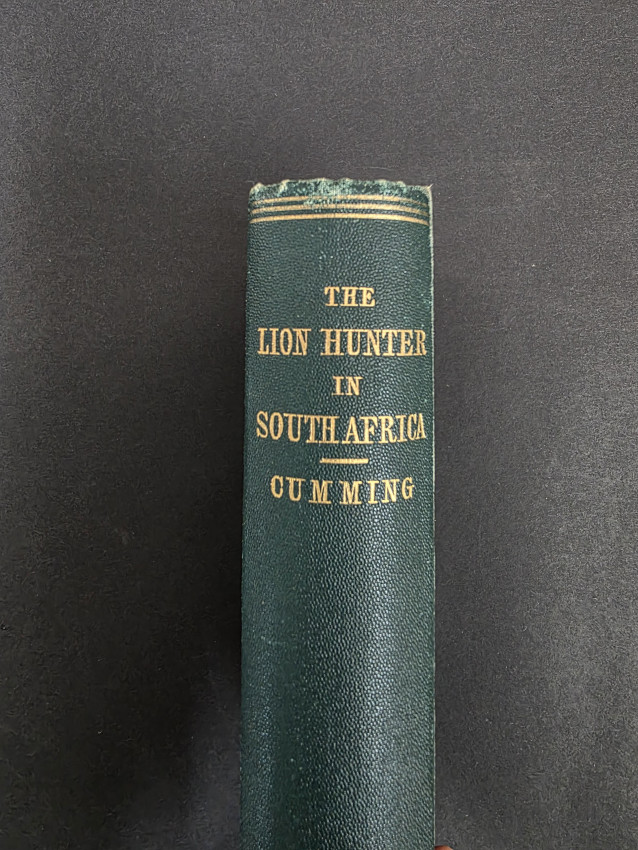 THE
LION HUNTER
IN
SOUTH AFRICA
CUMMING